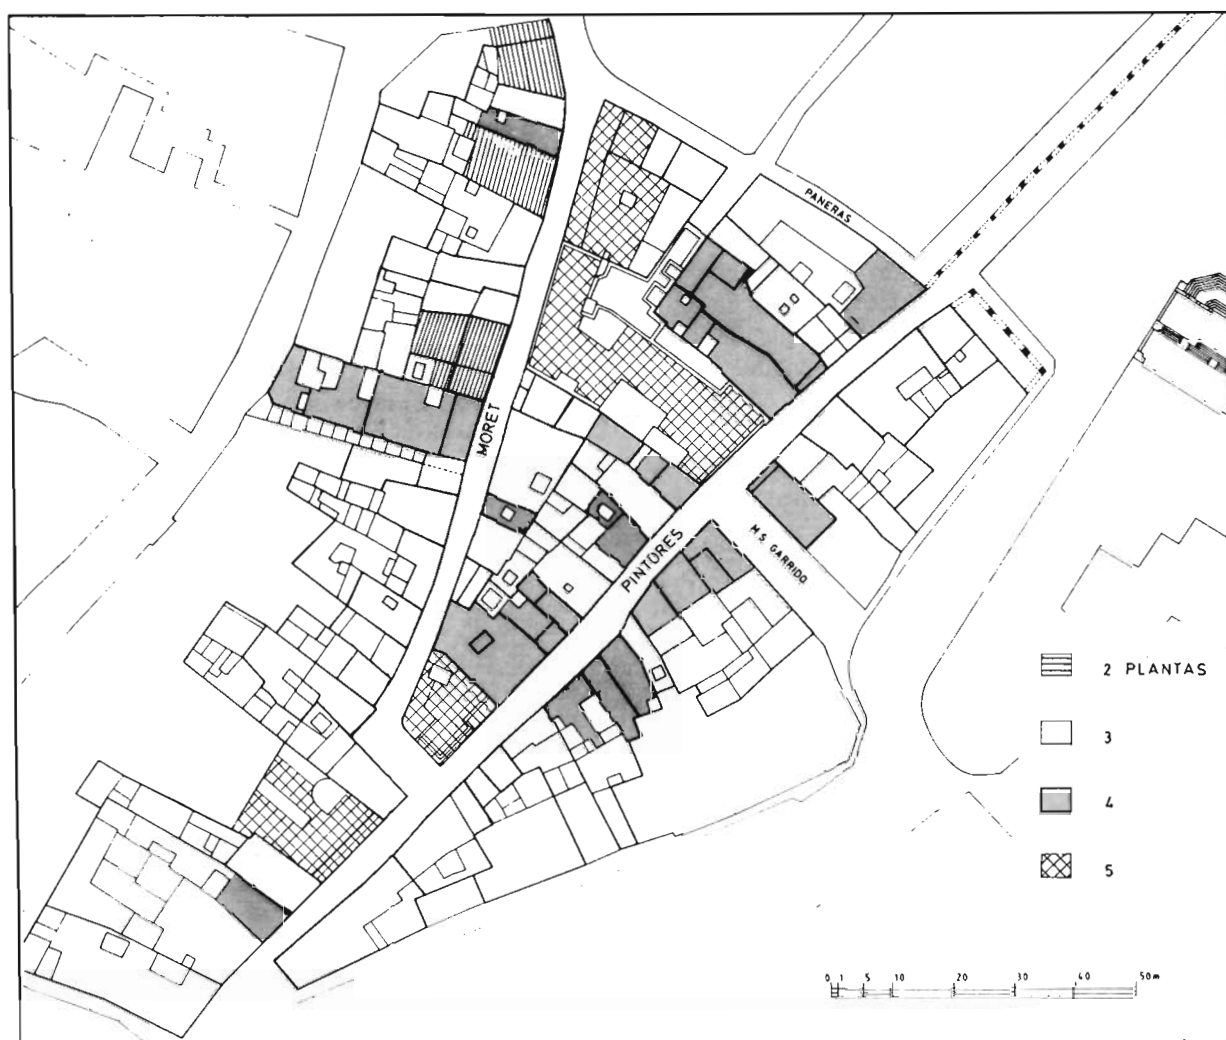 PANERAS
MORET
PINTORES
M.S. GARRIDO
2 PLANTAS
3
4
5
0 1 5 10 20 30 40 50m